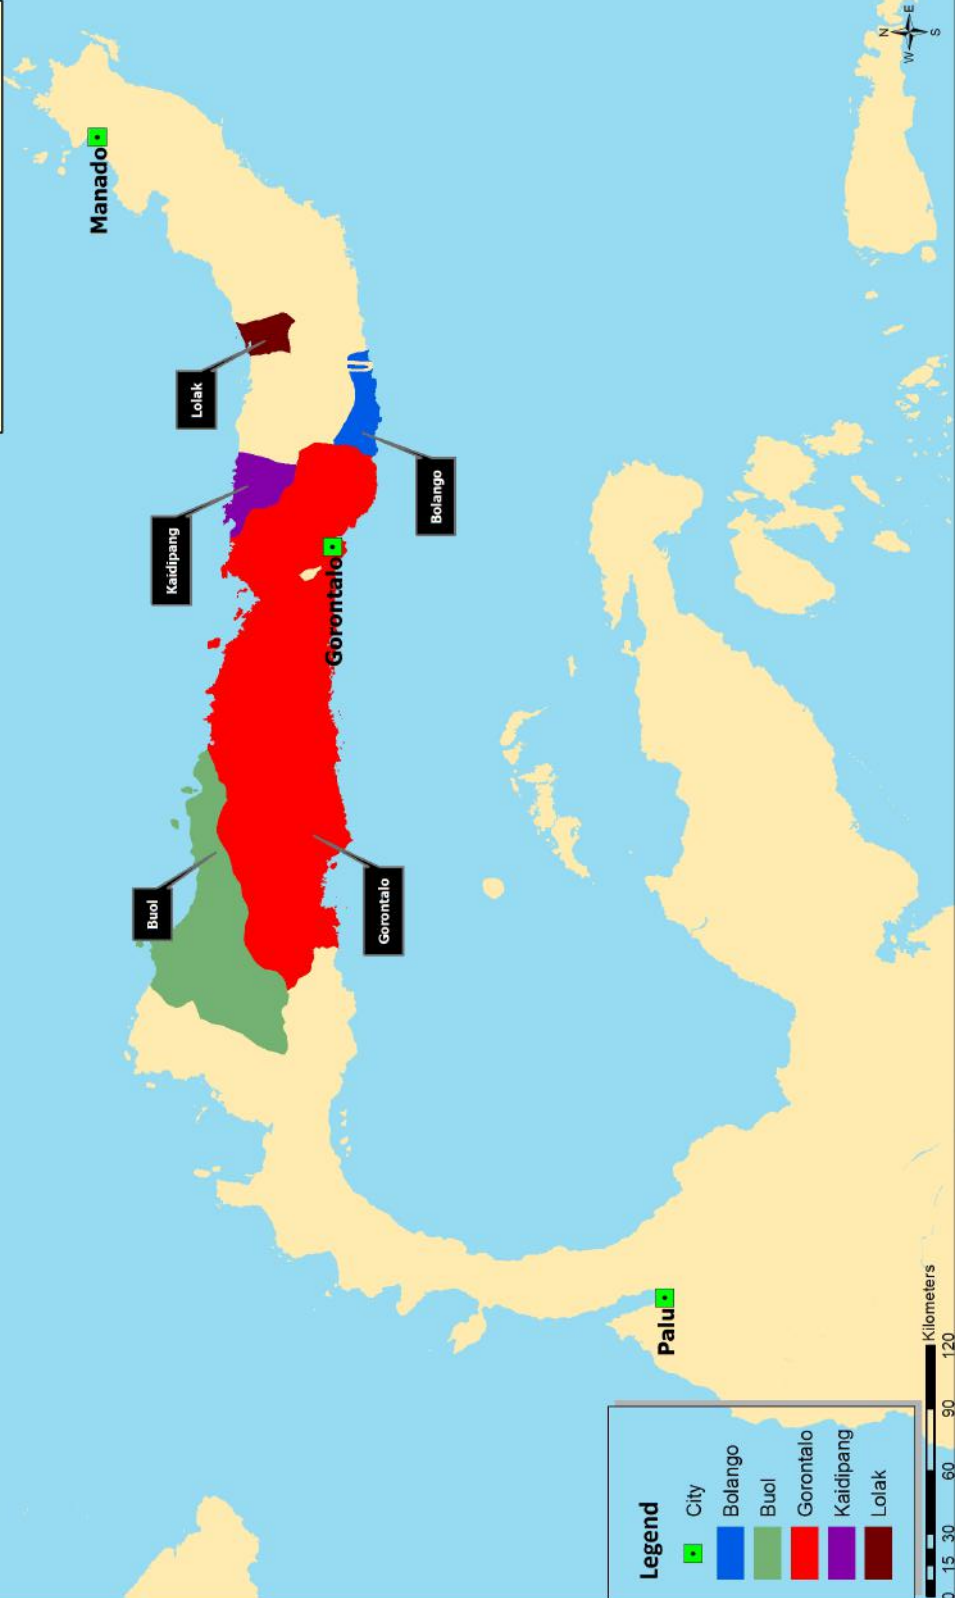 Manado
Lolak
Kaidipang
Bolango
Gorontalo
Buol
Gorontalo
Palu
Legend
City
Bolango
Buol
Gorontalo
Kaidipang
Lolak
0 15 30 60 90 120
Kilometers
N
W E
S